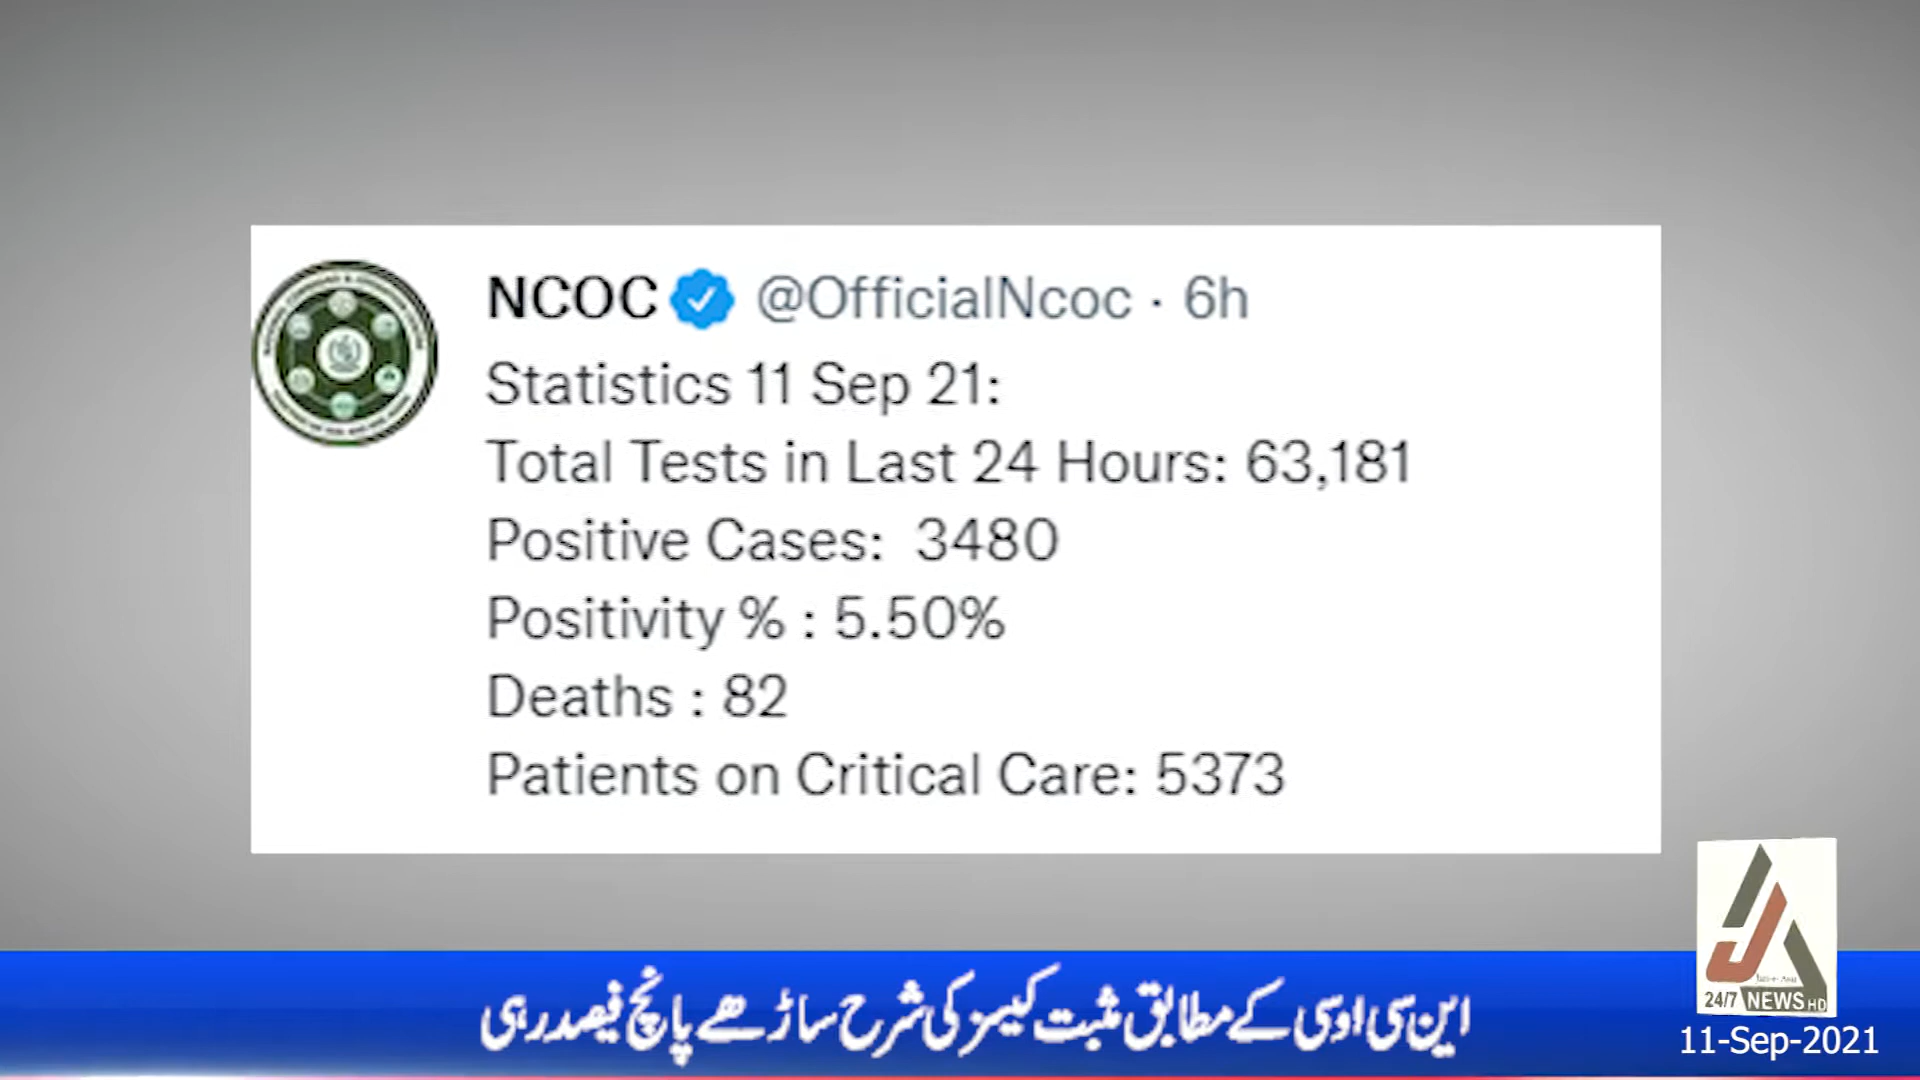 NCOC @OfficialNcoc · 6h
Statistics 11 Sep 21:
Total Tests in Last 24 Hours: 63,181
Positive Cases: 3480
Positivity % : 5.50%
Deaths : 82
Patients on Critical Care: 5373
24/7 NEWS HD
این سی او سی کے مطابق مثبت کیسز کی شرح ساڑھے پانچ فیصد رہی
11-Sep-2021